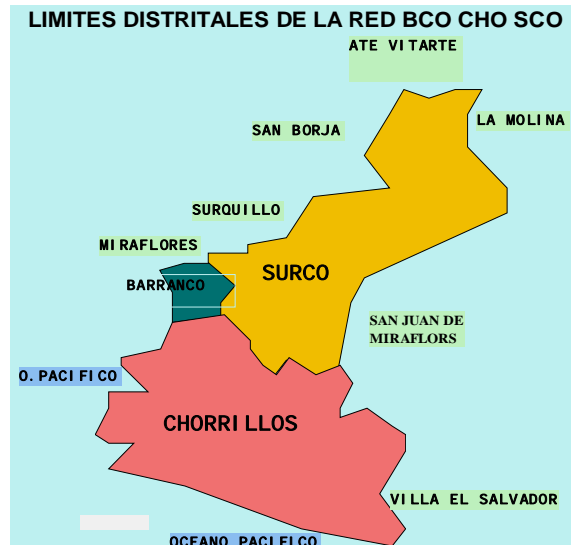 LIMITES DISTRITALES DE LA RED BCO CHO SCO
ATE VITARTE
LA MOLINA
SAN BORJA
SURQUILLO
MIRAFLORES
BARRANCO
SURCO
SAN JUAN DE
MIRAFLORS
O. PACIFICO
CHORRILLOS
VILLA EL SALVADOR
OCEANO PACIFICO